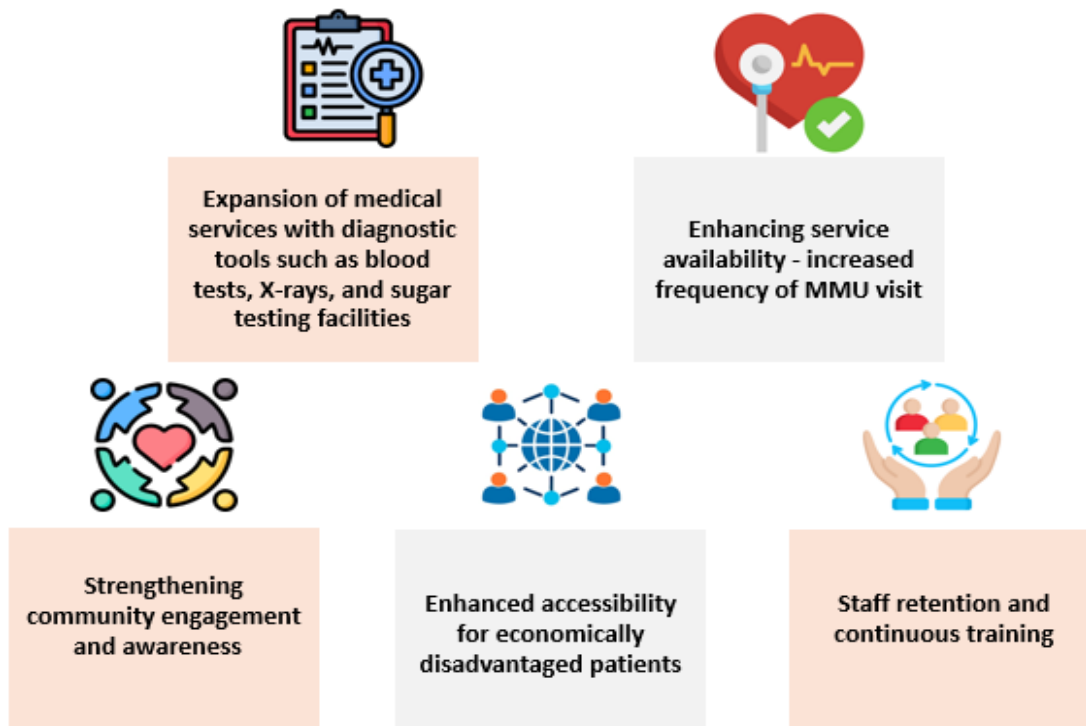 Expansion of medical
services with diagnostic
tools such as blood
tests, X-rays, and sugar
testing facilities
Enhancing service
availability - increased
frequency of MMU visit
Strengthening
community engagement
and awareness
Enhanced accessibility
for economically
disadvantaged patients
Staff retention and
continuous training